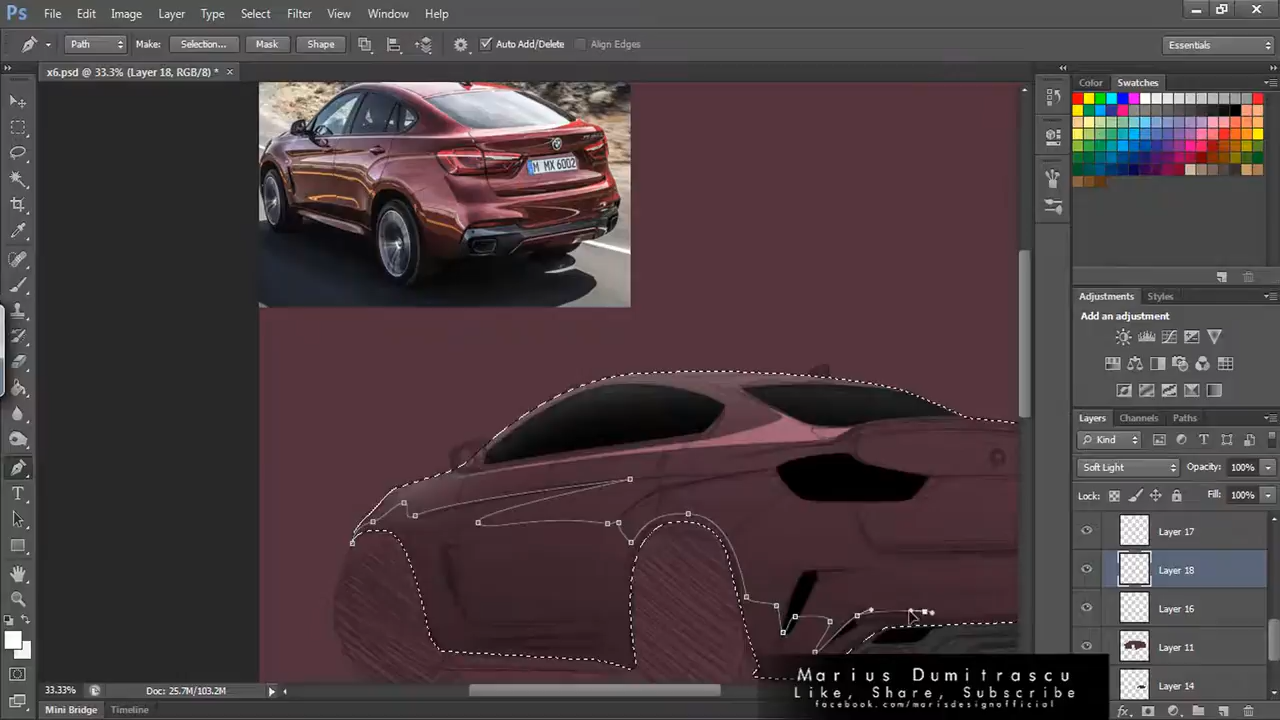 Ps File Edit Image Layer Type Select Filter View Window Help
Path Make: Selection... Mask Shape Auto Add/Delete Align Edges Essentials
x6.psd @ 33.3% (Layer 18, RGB/8) *
Color Swatches
M MX 6002
Adjustments Styles
Add an adjustment
Layers Channels Paths
Kind
Soft Light Opacity: 100%
Lock: Fill: 100%
Layer 17
Layer 18
Layer 16
Layer 11
Layer 14
Marius Dumitrascu
Like, Share, Subscribe
facebook.com/marisdesignofficial
33.33% Doc: 25.7M/103.2M
Mini Bridge Timeline
fx